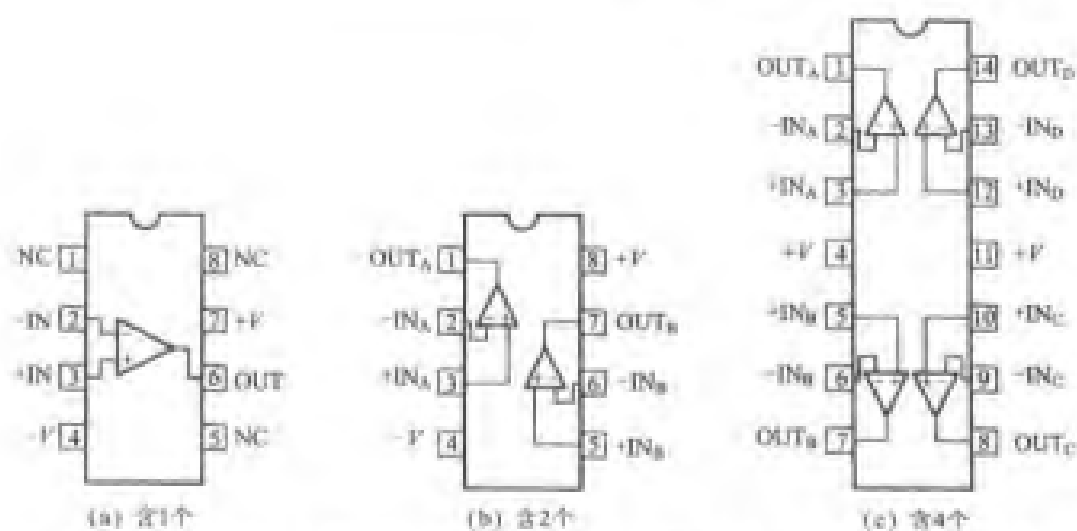 NC 1 8 NC
-IN 2 7 +V
+IN 3 6 OUT
-V 4 5 NC
(a) 含1个
OUT_A 1 8 +V
-IN_A 2 7 OUT_B
+IN_A 3 6 -IN_B
-V 4 5 +IN_B
(b) 含2个
OUT_A 1 14 OUT_D
-IN_A 2 13 -IN_D
+IN_A 3 12 +IN_D
+V 4 11 +V
+IN_B 5 10 +IN_C
-IN_B 6 9 -IN_C
OUT_B 7 8 OUT_C
(c) 含4个